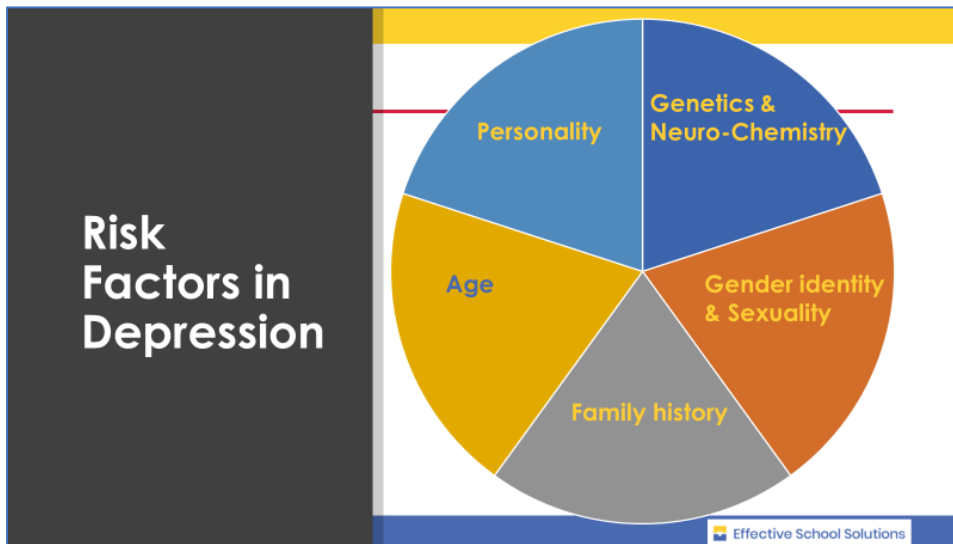 Risk
Factors in
Depression
Personality
Genetics &
Neuro-Chemistry
Age
Gender identity
& Sexuality
Family history
Effective School Solutions